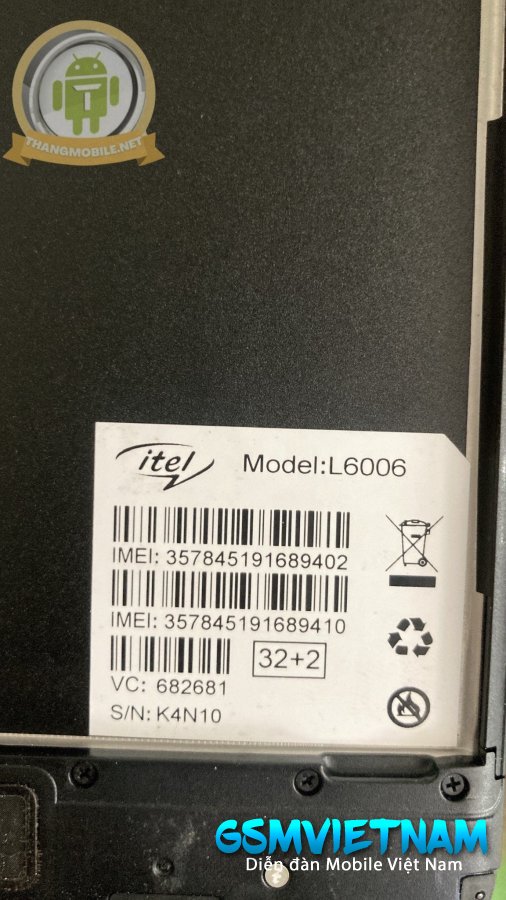 T
THANGMOBILE.NET
itel Model:L6006
IMEI: 357845191689402
IMEI: 357845191689410
32+2
VC: 682681
S/N: K4N10
GSMVIETNAM
Diễn đàn Mobile Việt Nam